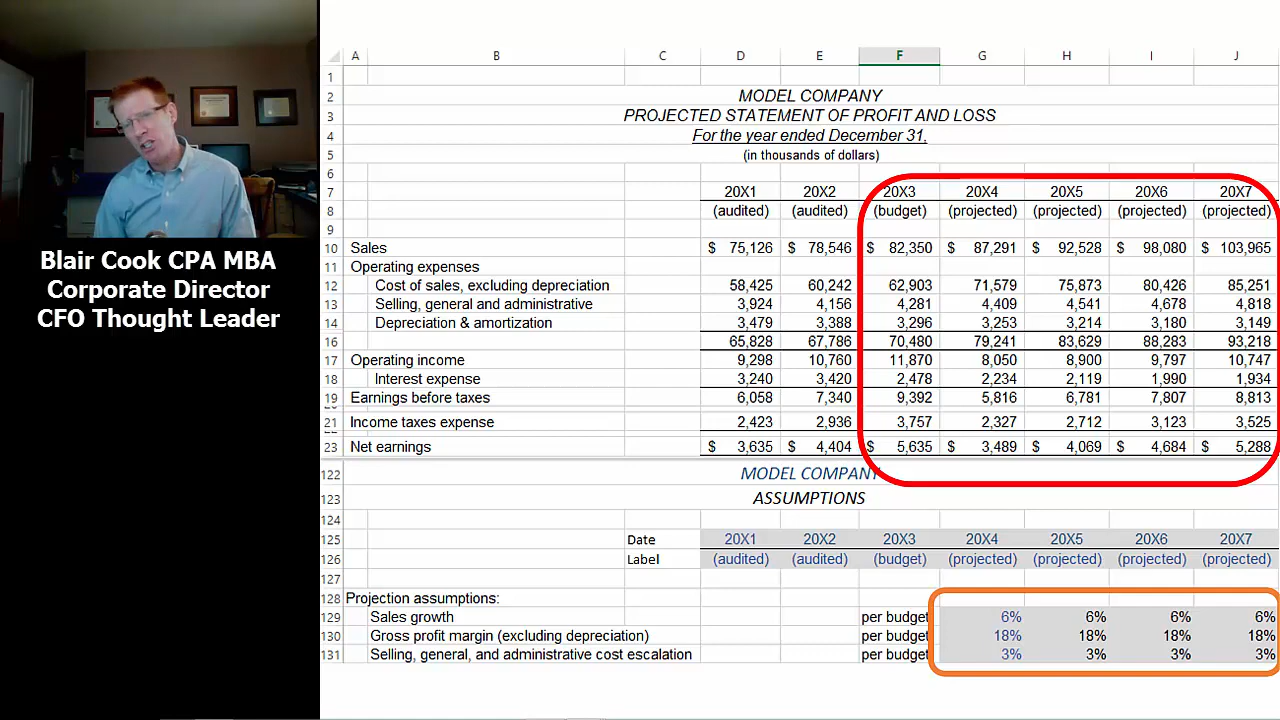 Blair Cook CPA MBA
Corporate Director
CFO Thought Leader
A B C D E F G H I J
1
2 MODEL COMPANY
3 PROJECTED STATEMENT OF PROFIT AND LOSS
4 For the year ended December 31,
5 (in thousands of dollars)
6
7 20X1 20X2 20X3 20X4 20X5 20X6 20X7
8 (audited) (audited) (budget) (projected) (projected) (projected) (projected)
9
10 Sales $ 75,126 $ 78,546 $ 82,350 $ 87,291 $ 92,528 $ 98,080 $ 103,965
11 Operating expenses
12 Cost of sales, excluding depreciation 58,425 60,242 62,903 71,579 75,873 80,426 85,251
13 Selling, general and administrative 3,924 4,156 4,281 4,409 4,541 4,678 4,818
14 Depreciation & amortization 3,479 3,388 3,296 3,253 3,214 3,180 3,149
16 65,828 67,786 70,480 79,241 83,629 88,283 93,218
17 Operating income 9,298 10,760 11,870 8,050 8,900 9,797 10,747
18 Interest expense 3,240 3,420 2,478 2,234 2,119 1,990 1,934
19 Earnings before taxes 6,058 7,340 9,392 5,816 6,781 7,807 8,813
21 Income taxes expense 2,423 2,936 3,757 2,327 2,712 3,123 3,525
23 Net earnings $ 3,635 $ 4,404 $ 5,635 $ 3,489 $ 4,069 $ 4,684 $ 5,288
122 MODEL COMPANY
123 ASSUMPTIONS
124
125 Date 20X1 20X2 20X3 20X4 20X5 20X6 20X7
126 Label (audited) (audited) (budget) (projected) (projected) (projected) (projected)
127
128 Projection assumptions:
129 Sales growth per budget 6% 6% 6% 6%
130 Gross profit margin (excluding depreciation) per budget 18% 18% 18% 18%
131 Selling, general, and administrative cost escalation per budget 3% 3% 3% 3%